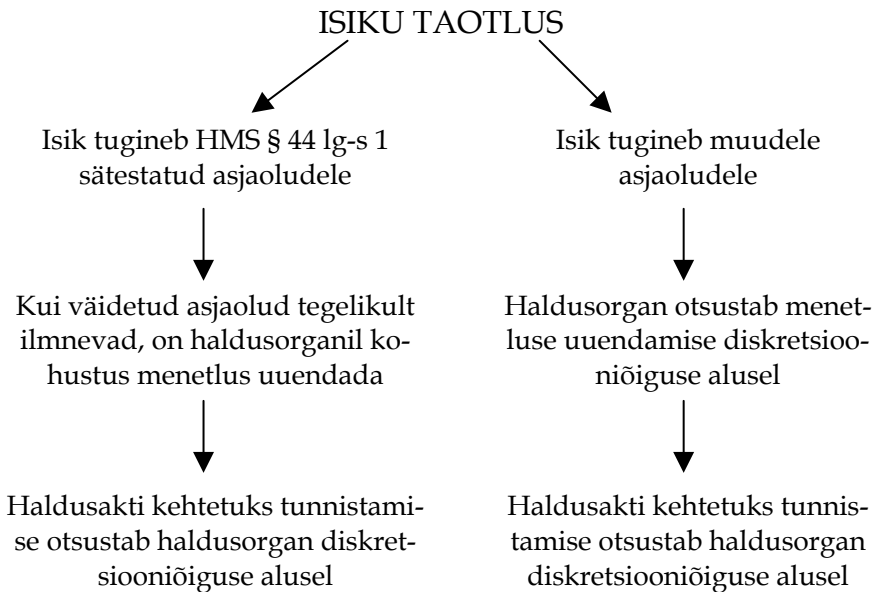 ISIKU TAOTLUS
Isik tugineb HMS § 44 lg-s 1
sätestatud asjaoludele
Kui väidetud asjaolud tegelikult
ilmnevad, on haldusorganil ko-
hustus menetlus uuendada
Haldusakti kehtetuks tunnistami-
se otsustab haldusorgan diskret-
siooniõiguse alusel
Isik tugineb muudele
asjaoludele
Haldusorgan otsustab menet-
luse uuendamise diskretsioo-
niõiguse alusel
Haldusakti kehtetuks tunnis-
tamise otsustab haldusorgan
diskretsiooniõiguse alusel